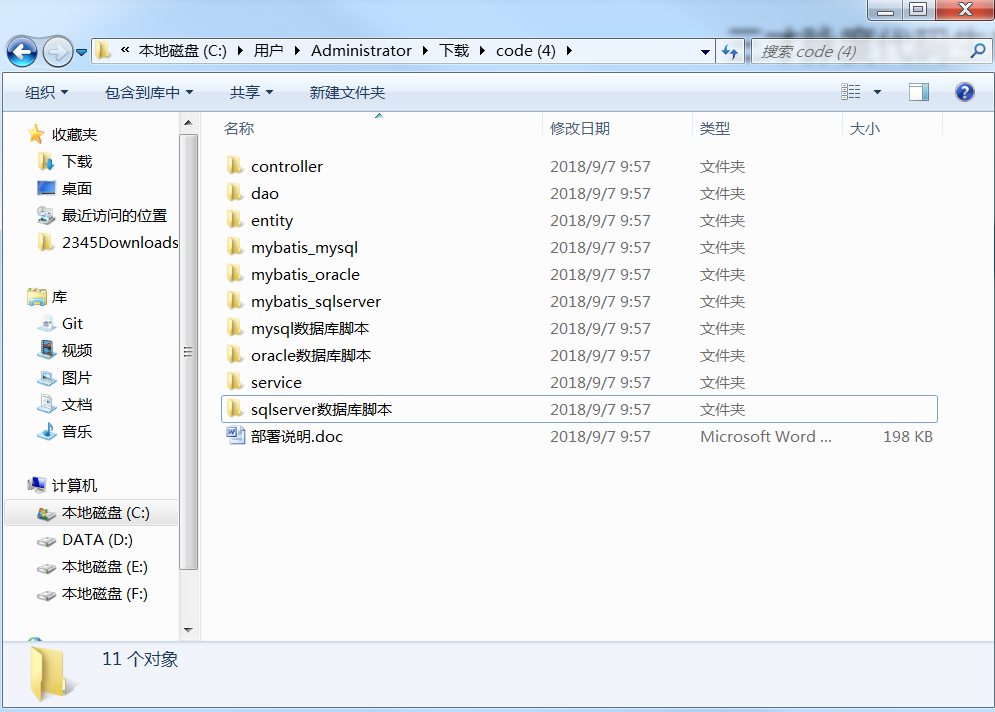 « 本地磁盘 (C:) 用户 Administrator 下载 code (4) 搜索 code (4)
组织 包含到库中 共享 新建文件夹
名称 修改日期 类型 大小
收藏夹
下载
桌面
最近访问的位置
2345Downloads
库
Git
视频
图片
文档
音乐
计算机
本地磁盘 (C:)
DATA (D:)
本地磁盘 (E:)
本地磁盘 (F:)
controller 2018/9/7 9:57 文件夹
dao 2018/9/7 9:57 文件夹
entity 2018/9/7 9:57 文件夹
mybatis_mysql 2018/9/7 9:57 文件夹
mybatis_oracle 2018/9/7 9:57 文件夹
mybatis_sqlserver 2018/9/7 9:57 文件夹
mysql数据库脚本 2018/9/7 9:57 文件夹
oracle数据库脚本 2018/9/7 9:57 文件夹
service 2018/9/7 9:57 文件夹
sqlserver数据库脚本 2018/9/7 9:57 文件夹
部署说明.doc 2018/9/7 9:57 Microsoft Word ... 198 KB
11 个对象